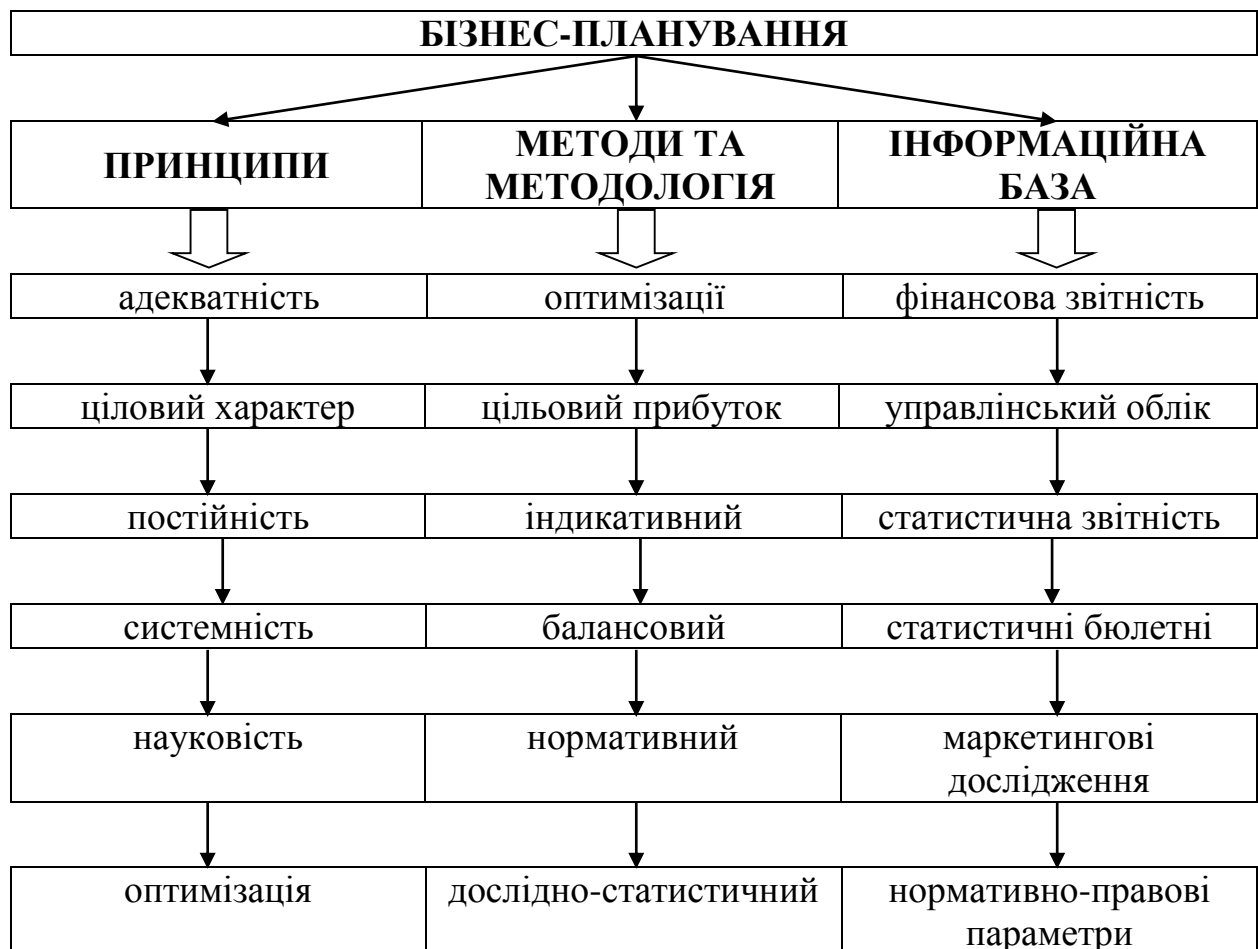 БІЗНЕС-ПЛАНУВАННЯ
ПРИНЦИПИ
МЕТОДИ ТА
МЕТОДОЛОГІЯ
ІНФОРМАЦІЙНА
БАЗА
адекватність
оптимізації
фінансова звітність
ціловий характер
цільовий прибуток
управлінський облік
постійність
індикативний
статистична звітність
системність
балансовий
статистичні бюлетні
науковість
нормативний
маркетингові
дослідження
оптимізація
дослідно-статистичний
нормативно-правові
параметри